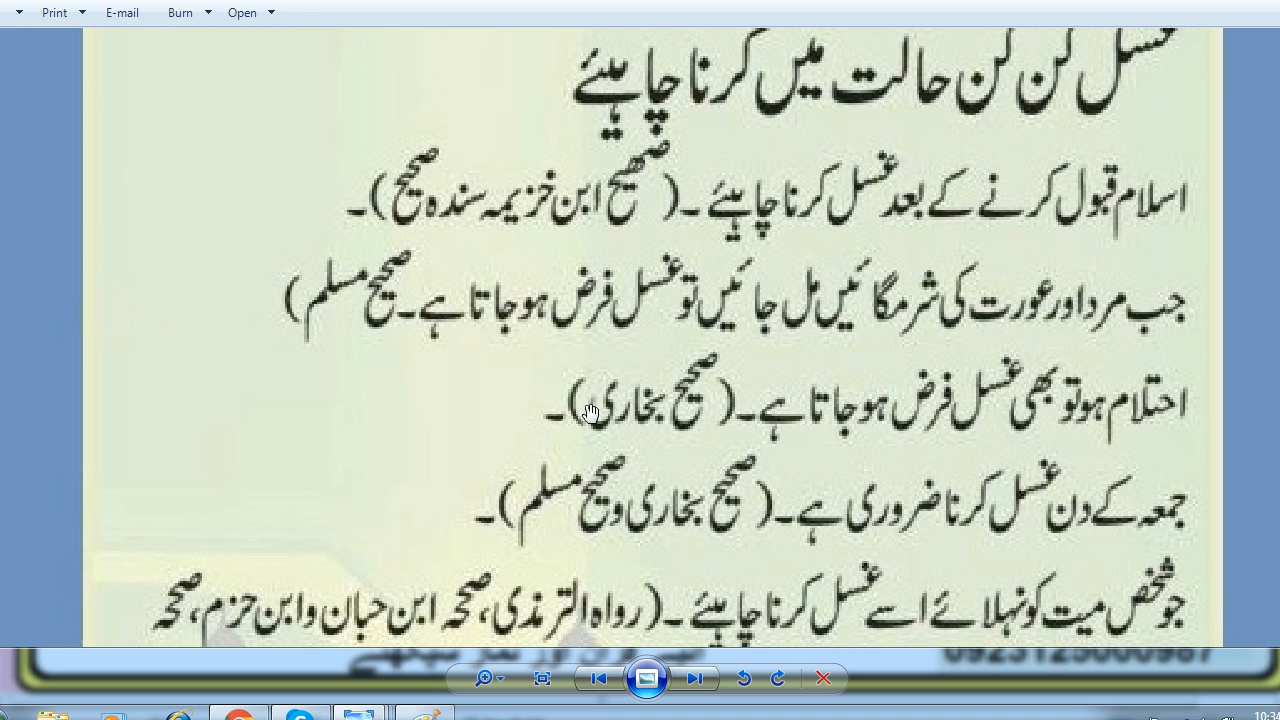 Print E-mail Burn Open
غسل کن کن حالت میں کرنا چاہیئے
اسلام قبول کرنے کے بعد غسل کرنا چاہیئے ۔(صحیح ابن خزیمہ سندہ صحیح)۔
جب مرد اور عورت کی شرمگائیں مل جائیں تو غسل فرض ہو جاتا ہے۔صحیح مسلم)
احتلام ہو تو بھی غسل فرض ہو جاتا ہے۔(صحیح بخاری)۔
جمعہ کے دن غسل کرنا ضروری ہے۔(صحیح بخاری و صحیح مسلم)۔
جو شخص میت کو نہلائے اسے غسل کرنا چاہیئے ۔(رواہ الترمذی،صححہ ابن حبان وابن حزم،صححہ
0923125000987